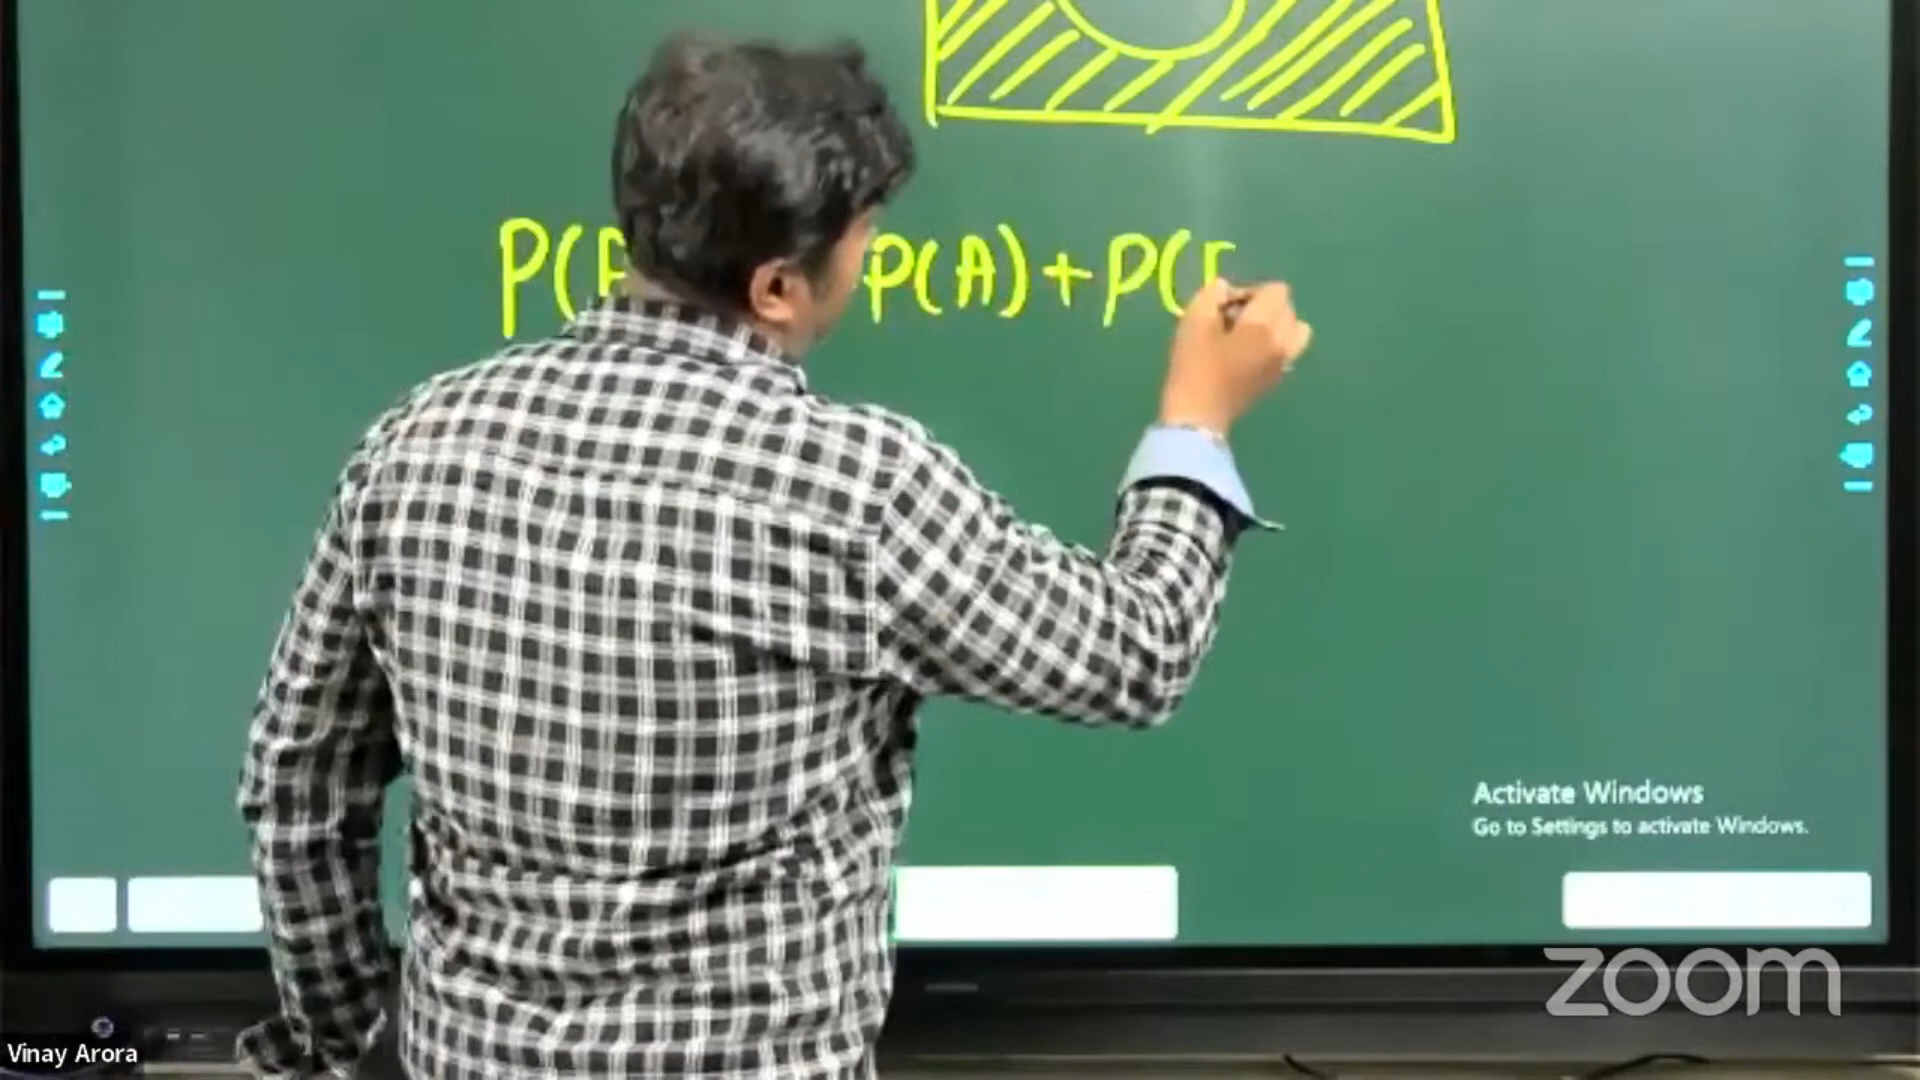 P(A) + P(
Activate Windows
Go to Settings to activate Windows.
zoom
Vinay Arora